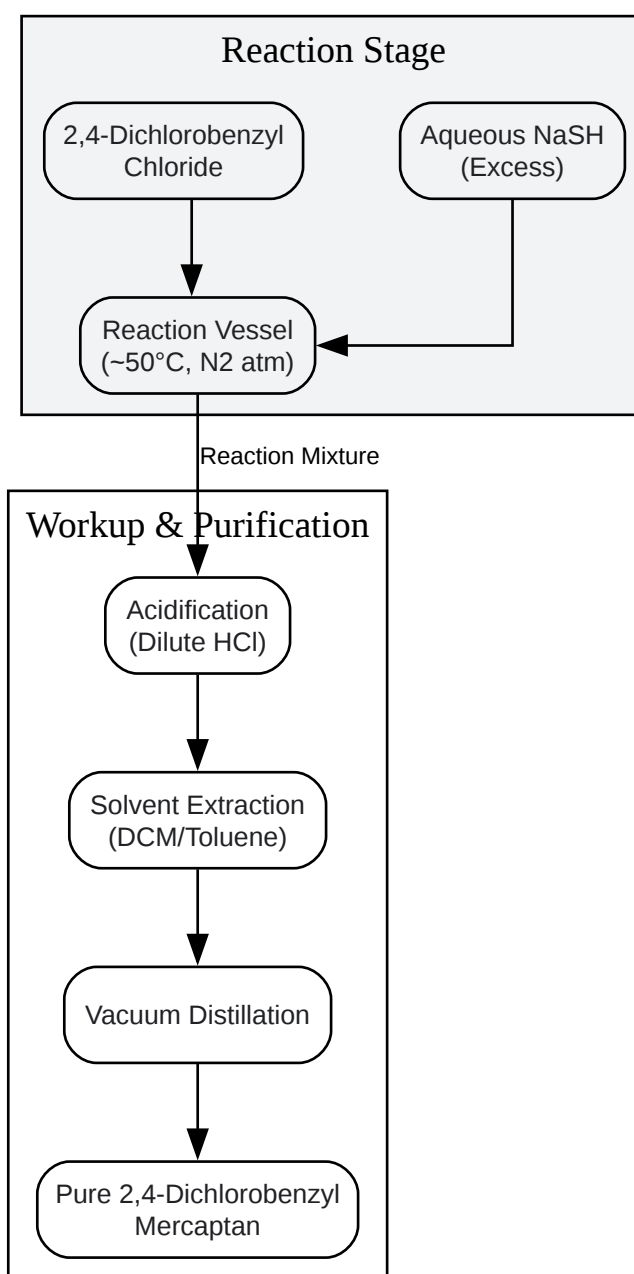 Reaction Stage
2,4-Dichlorobenzyl
Chloride
Aqueous NaSH
(Excess)
Reaction Vessel
(~50°C, N2 atm)
Reaction Mixture
Workup & Purification
Acidification
(Dilute HCl)
Solvent Extraction
(DCM/Toluene)
Vacuum Distillation
Pure 2,4-Dichlorobenzyl
Mercaptan